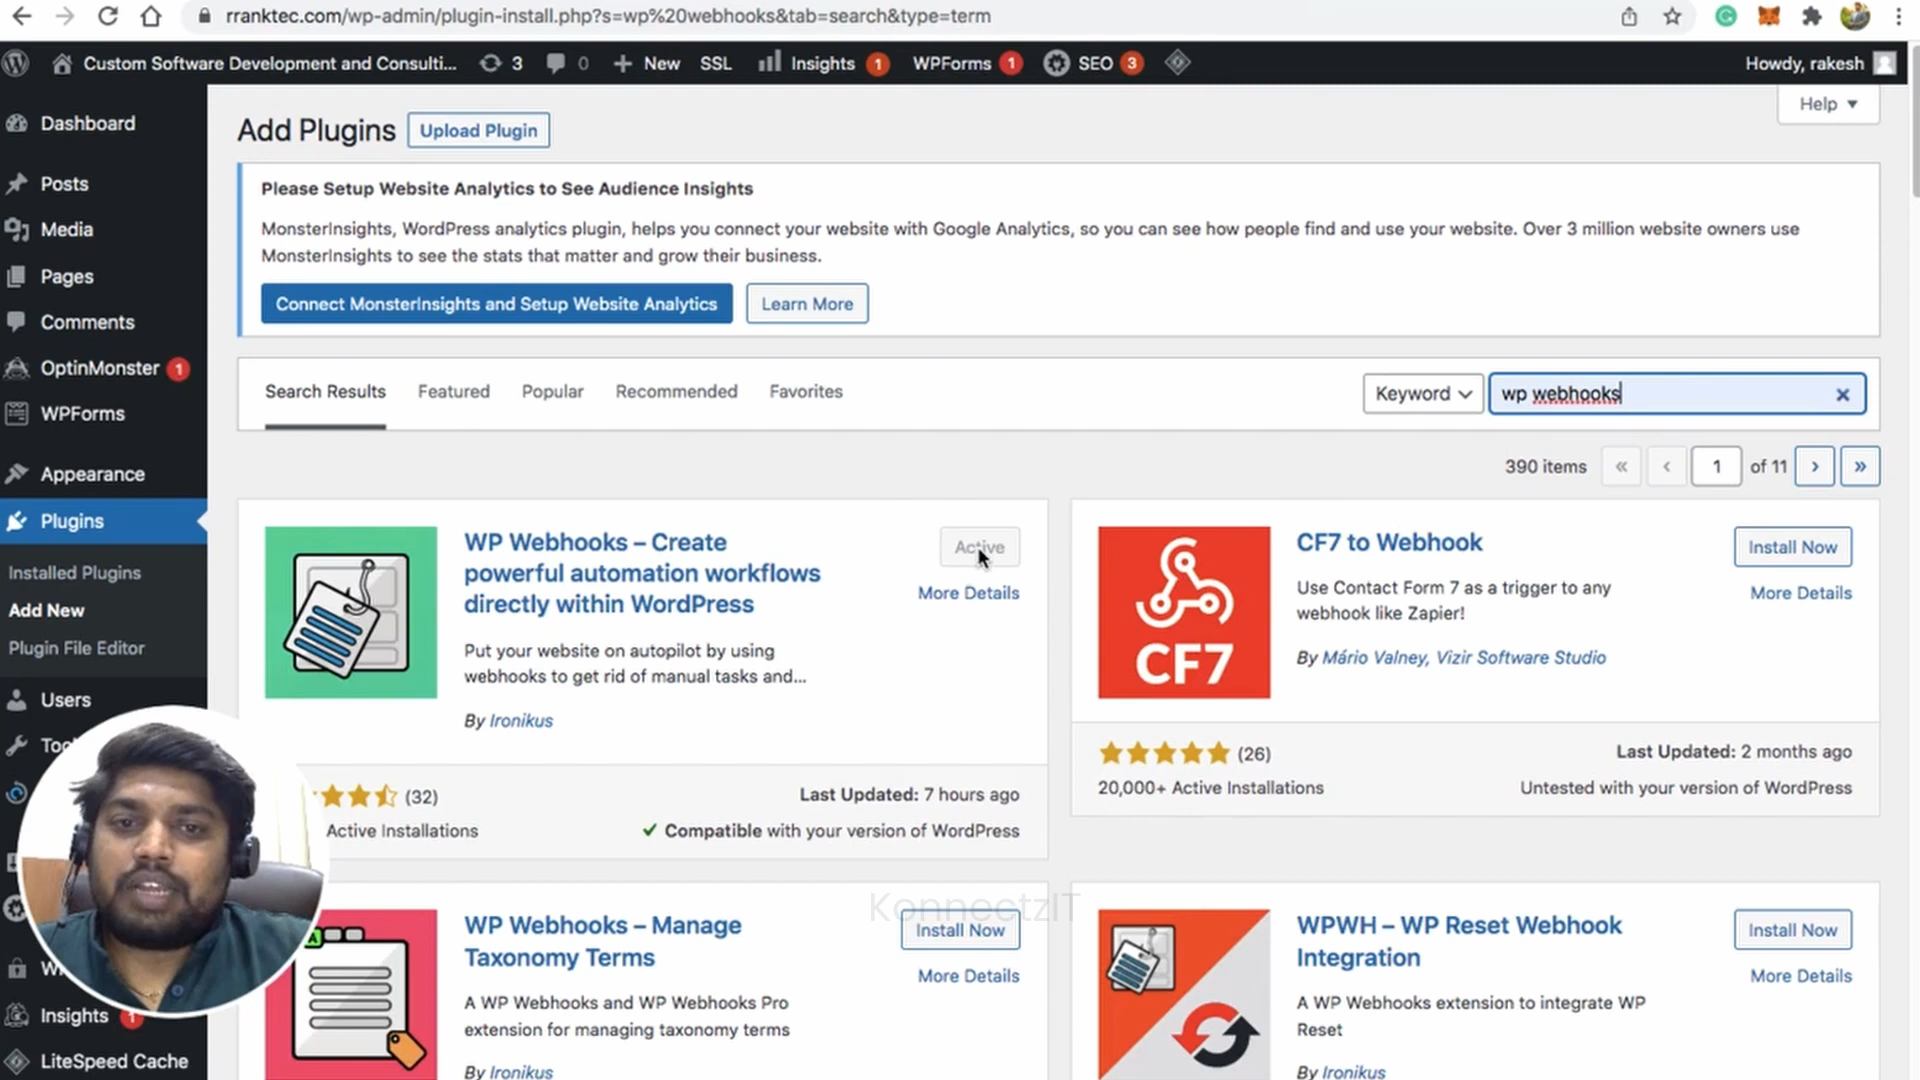 rranktec.com/wp-admin/plugin-install.php?s=wp%20webhooks&tab=search&type=term
Custom Software Development and Consulti... 3 0 New SSL Insights 1 WPForms 1 SEO 3 Howdy, rakesh
Help
Dashboard
Posts
Media
Pages
Comments
OptinMonster 1
WPForms
Appearance
Plugins
Installed Plugins
Add New
Plugin File Editor
Users
Insights 1
LiteSpeed Cache
Add Plugins Upload Plugin
Please Setup Website Analytics to See Audience Insights
MonsterInsights, WordPress analytics plugin, helps you connect your website with Google Analytics, so you can see how people find and use your website. Over 3 million website owners use
MonsterInsights to see the stats that matter and grow their business.
Connect MonsterInsights and Setup Website Analytics Learn More
Search Results Featured Popular Recommended Favorites Keyword wp webhooks
390 items « ‹ 1 of 11 › »
WP Webhooks – Create
powerful automation workflows
directly within WordPress
Active
More Details
Put your website on autopilot by using
webhooks to get rid of manual tasks and...
By Ironikus
(32)
Last Updated: 7 hours ago
Active Installations
Compatible with your version of WordPress
CF7
CF7 to Webhook
Install Now
More Details
Use Contact Form 7 as a trigger to any
webhook like Zapier!
By Mário Valney, Vizir Software Studio
(26)
Last Updated: 2 months ago
20,000+ Active Installations
Untested with your version of WordPress
KonnectzIT
WP Webhooks – Manage
Taxonomy Terms
Install Now
More Details
A WP Webhooks and WP Webhooks Pro
extension for managing taxonomy terms
By Ironikus
WPWH – WP Reset Webhook
Integration
Install Now
More Details
A WP Webhooks extension to integrate WP
Reset
By Ironikus